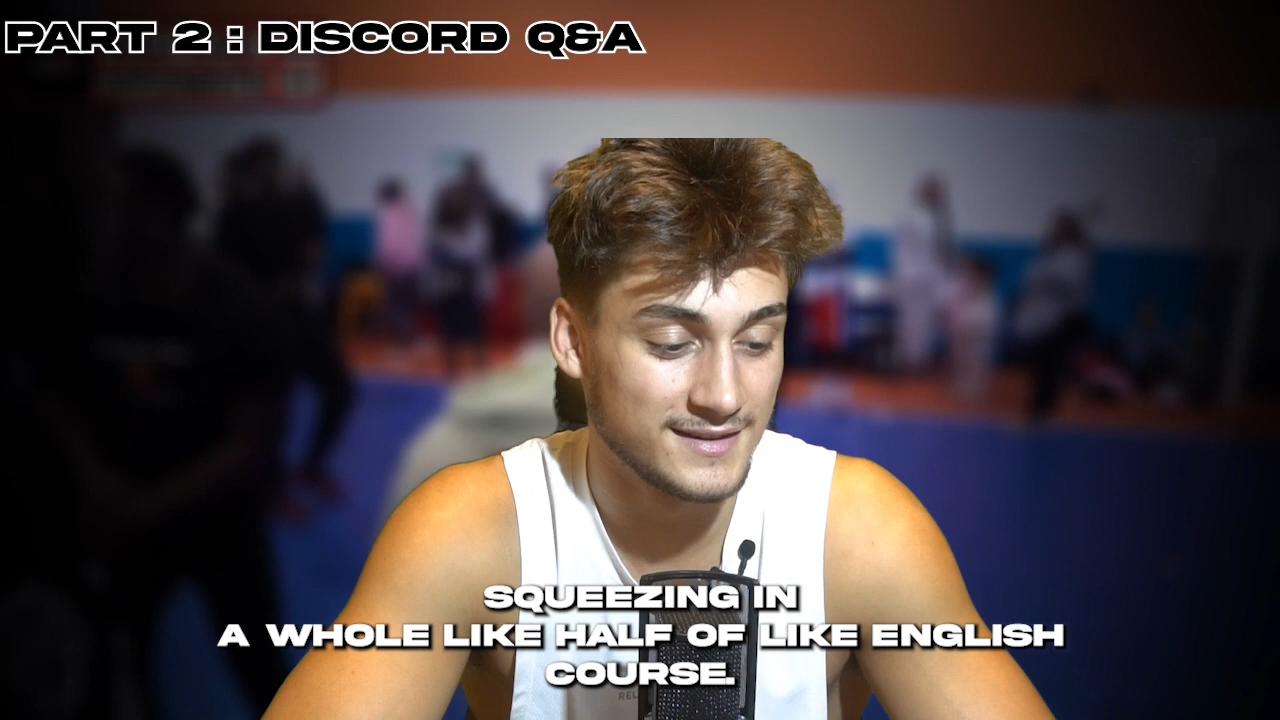 PART 2 : DISCORD Q&A
SQUEEZING IN
A WHOLE LIKE HALF OF LIKE ENGLISH
COURSE.